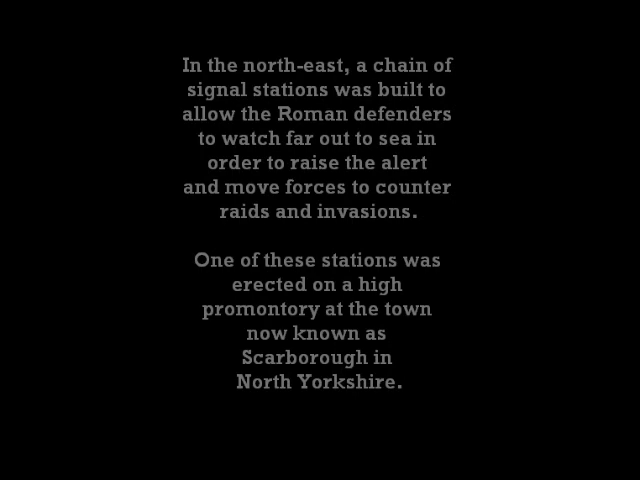 In the north-east, a chain of
signal stations was built to
allow the Roman defenders
to watch far out to sea in
order to raise the alert
and move forces to counter
raids and invasions.
One of these stations was
erected on a high
promontory at the town
now known as
Scarborough in
North Yorkshire.